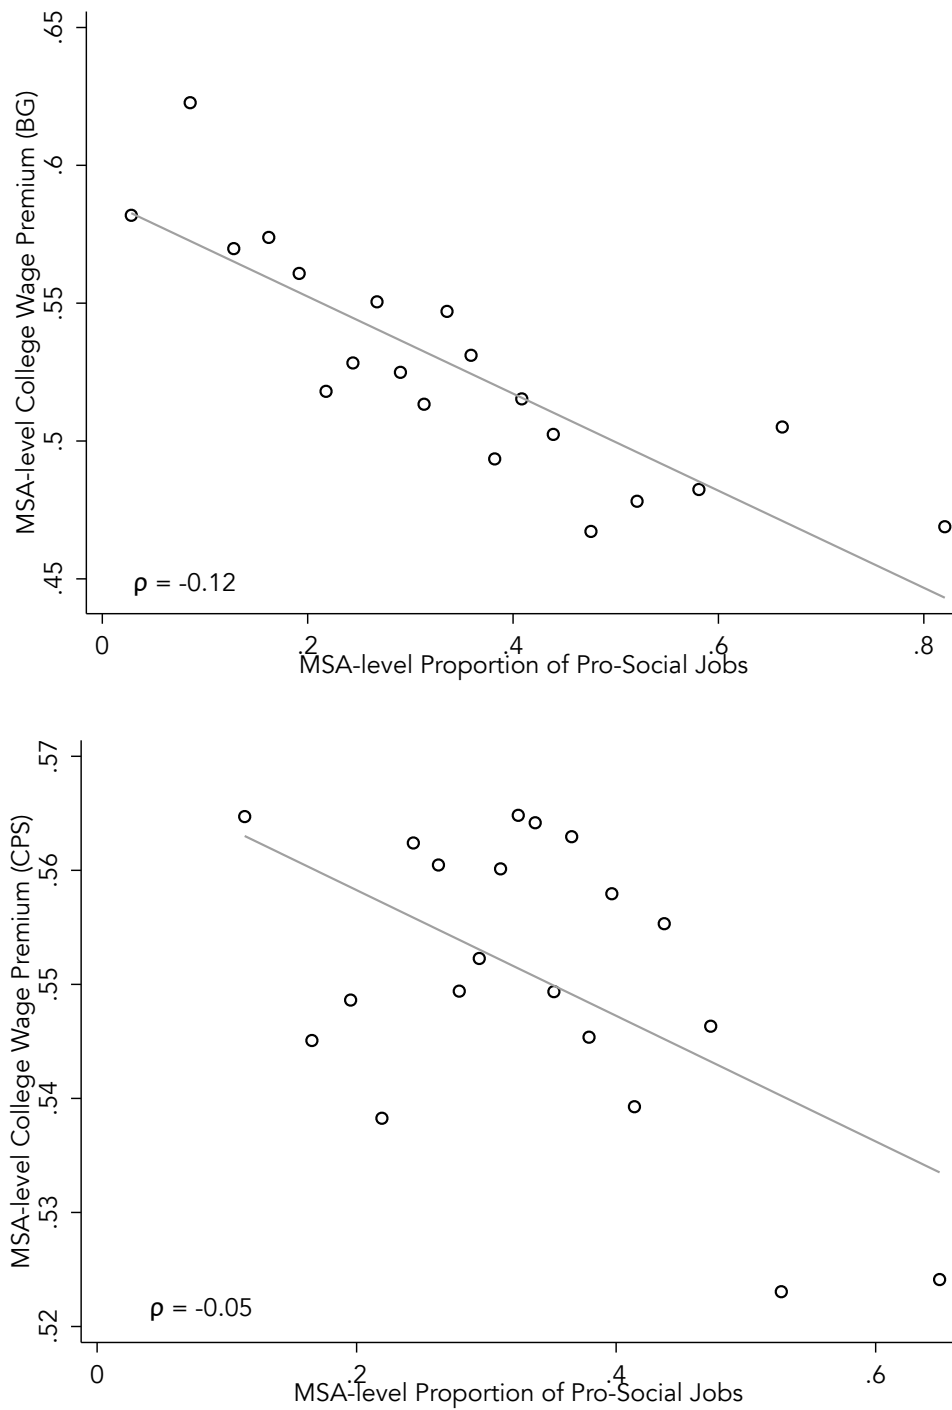 .65
.6
.55
.5
.45
MSA-level College Wage Premium (BG)
ρ = -0.12
0 .2 .4 .6 .8
MSA-level Proportion of Pro-Social Jobs
.57
.56
.55
.54
.53
.52
MSA-level College Wage Premium (CPS)
ρ = -0.05
0 .2 .4 .6
MSA-level Proportion of Pro-Social Jobs